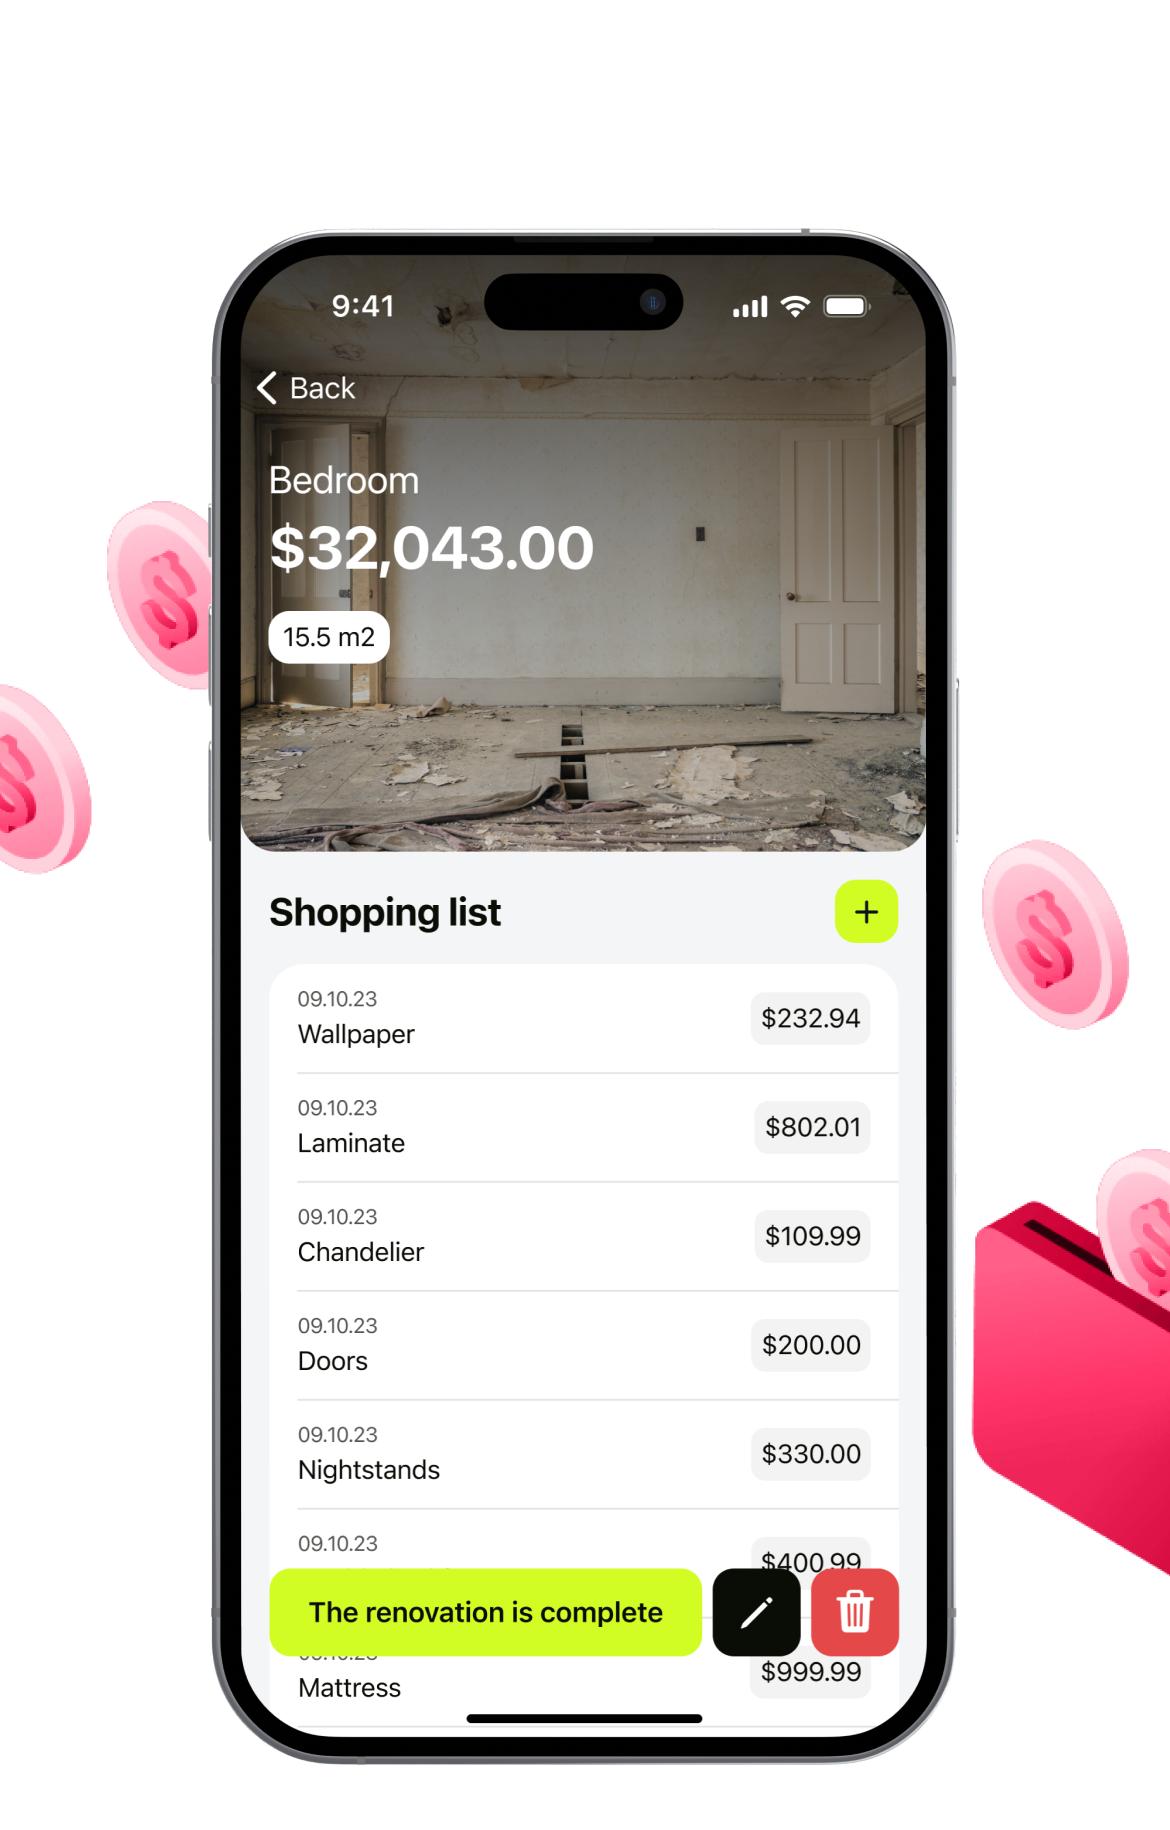 9:41
Back
Bedroom
$32,043.00
15.5 m2
Shopping list
09.10.23
Wallpaper
$232.94
09.10.23
Laminate
$802.01
09.10.23
Chandelier
$109.99
09.10.23
Doors
$200.00
09.10.23
Nightstands
$330.00
09.10.23
$400.99
The renovation is complete
Mattress
$999.99